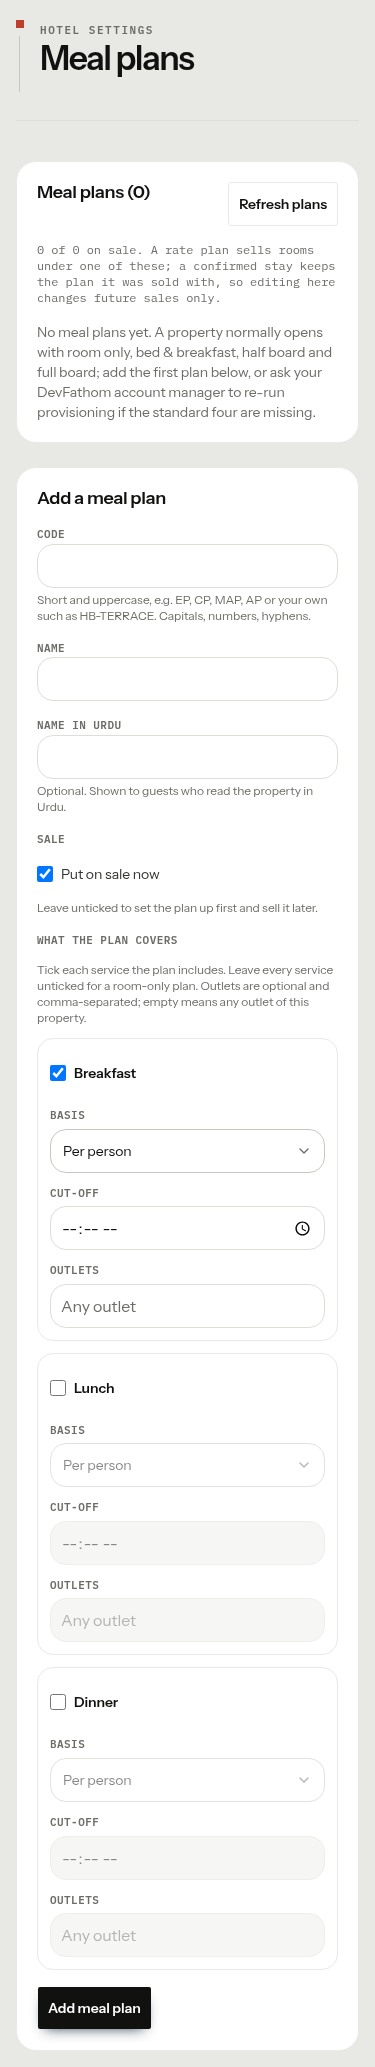 HOTEL SETTINGS
Meal plans
Meal plans (0)
Refresh plans
0 of 0 on sale. A rate plan sells rooms
under one of these; a confirmed stay keeps
the plan it was sold with, so editing here
changes future sales only.
No meal plans yet. A property normally opens
with room only, bed & breakfast, half board and
full board; add the first plan below, or ask your
DevFathom account manager to re-run
provisioning if the standard four are missing.
Add a meal plan
CODE
Short and uppercase, e.g. EP, CP, MAP, AP or your own
such as HB-TERRACE. Capitals, numbers, hyphens.
NAME
NAME IN URDU
Optional. Shown to guests who read the property in
Urdu.
SALE
Put on sale now
Leave unticked to set the plan up first and sell it later.
WHAT THE PLAN COVERS
Tick each service the plan includes. Leave every service
unticked for a room-only plan. Outlets are optional and
comma-separated; empty means any outlet of this
property.
Breakfast
BASIS
Per person
CUT-OFF
--:-- --
OUTLETS
Any outlet
Lunch
BASIS
Per person
CUT-OFF
--:-- --
OUTLETS
Any outlet
Dinner
BASIS
Per person
CUT-OFF
--:-- --
OUTLETS
Any outlet
Add meal plan